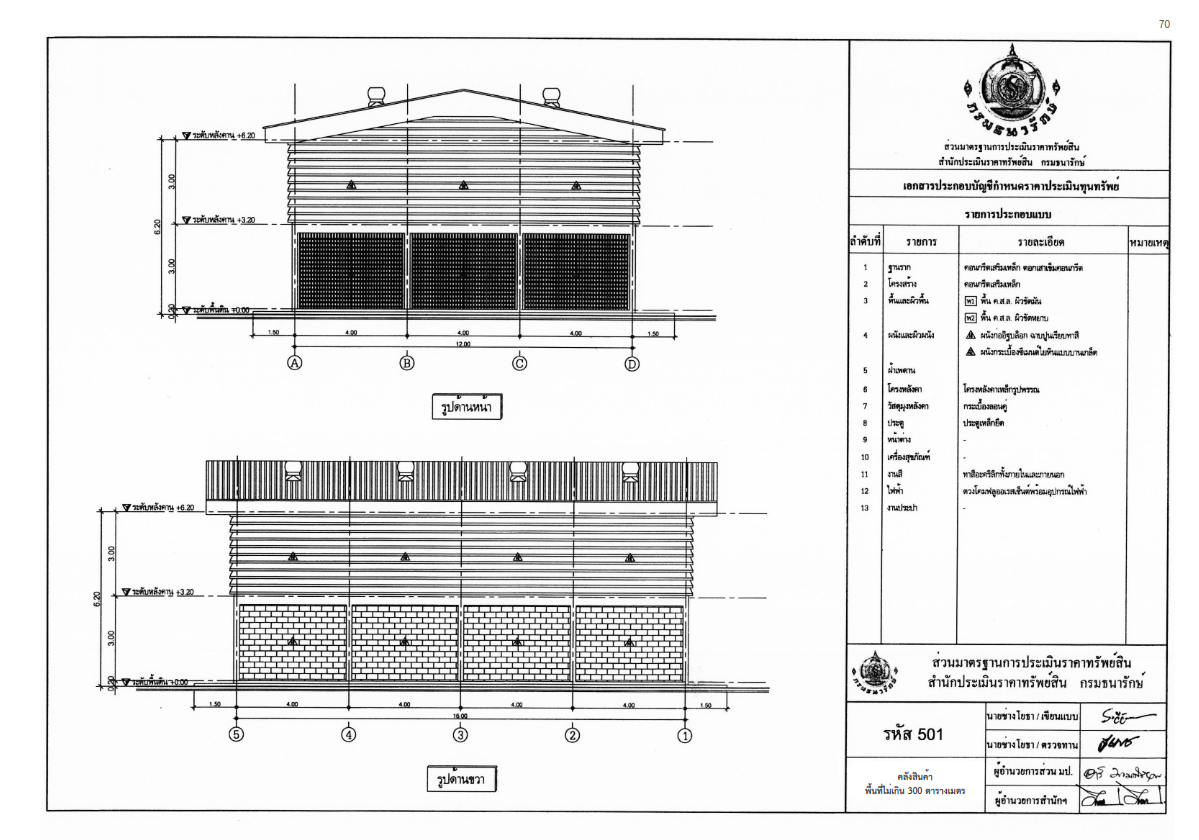 70
ระดับหลังคาน +6.20
3.00
ระดับหลังคาน +3.20
6.20
3.00
ระดับพื้นดิน +0.00
0.20
1.50 4.00 4.00 4.00 1.50
12.00
A B C D
รูปด้านหน้า
ระดับหลังคาน +6.20
3.00
ระดับหลังคาน +3.20
6.20
3.00
ระดับพื้นดิน +0.00
0.20
1.50 4.00 4.00 4.00 4.00 1.50
16.00
5 4 3 2 1
รูปด้านขวา
กรมธนารักษ์
ส่วนมาตรฐานการประเมินราคาทรัพย์สิน
สำนักประเมินราคาทรัพย์สิน กรมธนารักษ์
เอกสารประกอบบัญชีกำหนดราคาประเมินทุนทรัพย์
รายการประกอบแบบ
ลำดับที่ รายการ รายละเอียด หมายเหตุ
1 ฐานราก คอนกรีตเสริมเหล็ก ตอกเสาเข็มคอนกรีต
2 โครงสร้าง คอนกรีตเสริมเหล็ก
3 พื้นและผิวพื้น พ1 พื้น ค.ส.ล. ผิวขัดมัน
พ2 พื้น ค.ส.ล. ผิวขัดหยาบ
4 ผนังและผิวผนัง ผนังก่ออิฐบล็อก ฉาบปูนเรียบทาสี
ผนังกระเบื้องซีเมนต์ใยหินแบบบานเกล็ด
5 ฝ้าเพดาน
6 โครงหลังคา โครงหลังคาเหล็กรูปพรรณ
7 วัสดุมุงหลังคา กระเบื้องลอนคู่
8 ประตู ประตูเหล็กยืด
9 หน้าต่าง -
10 เครื่องสุขภัณฑ์ -
11 งานสี ทาสีอะคริลิกทั้งภายในและภายนอก
12 ไฟฟ้า ดวงโคมฟลูออเรสเซ็นต์พร้อมอุปกรณ์ไฟฟ้า
13 งานประปา -
กรมธนารักษ์
ส่วนมาตรฐานการประเมินราคาทรัพย์สิน
สำนักประเมินราคาทรัพย์สิน กรมธนารักษ์
รหัส 501
นายช่างโยธา / เขียนแบบ
นายช่างโยธา / ตรวจทาน
คลังสินค้า
พื้นที่ไม่เกิน 300 ตารางเมตร
ผู้อำนวยการส่วน มป.
ผู้อำนวยการสำนักฯ